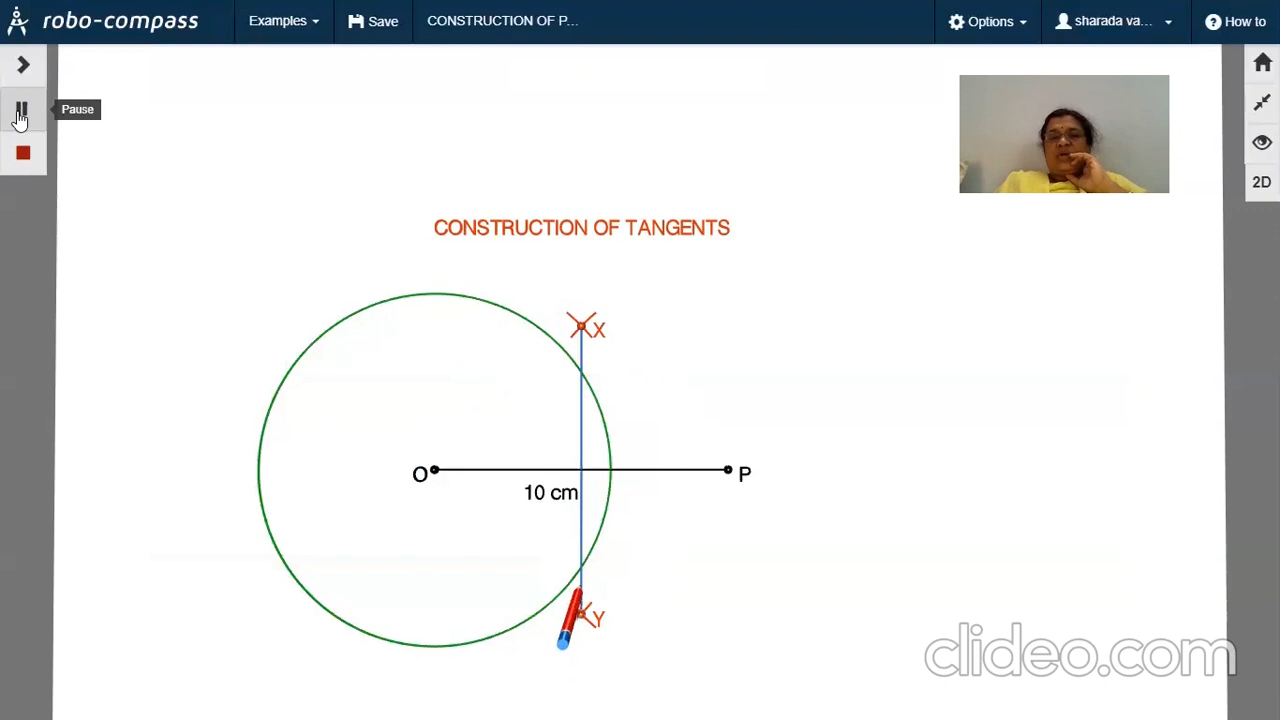 robo-compass Examples Save CONSTRUCTION OF P... Options sharada va... How to
Pause
2D
CONSTRUCTION OF TANGENTS
X
O
P
10 cm
Y
clideo.com